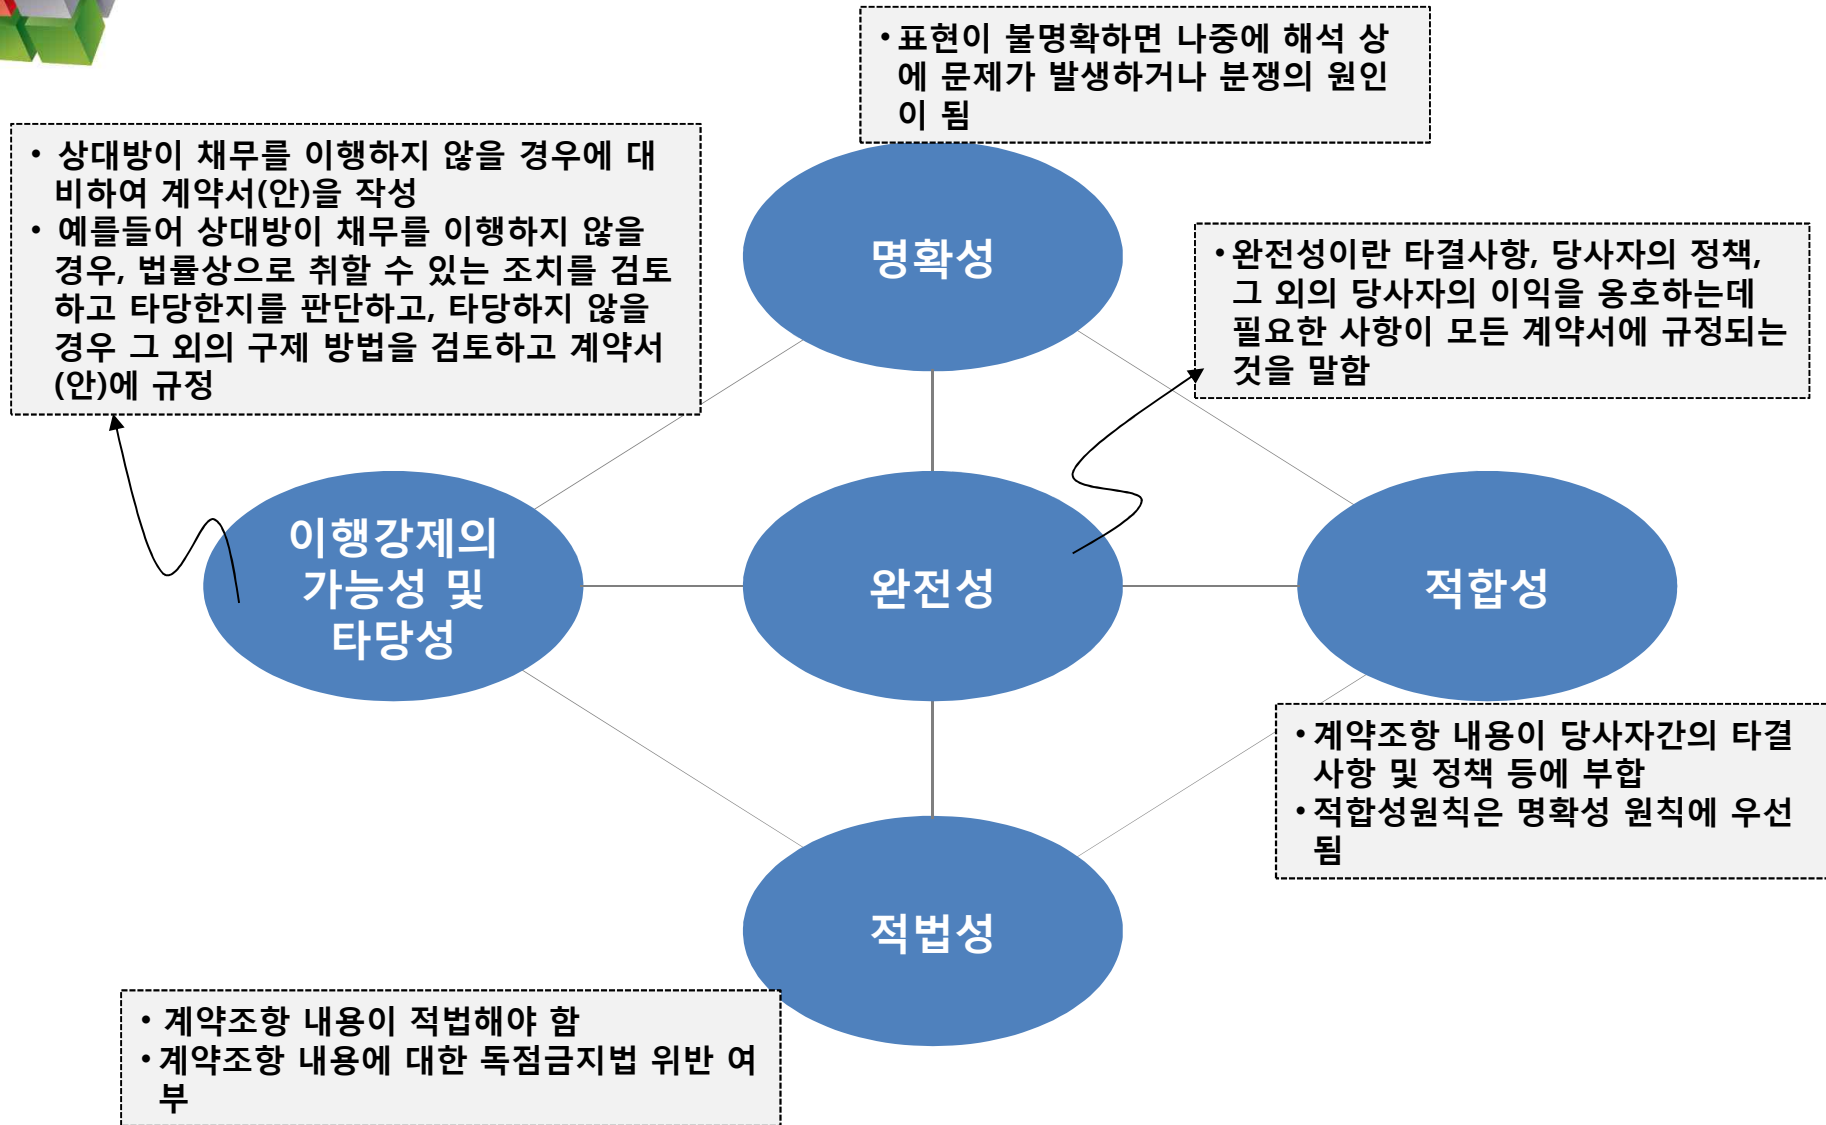 • 표현이 불명확하면 나중에 해석 상
에 문제가 발생하거나 분쟁의 원인
이 됨
• 상대방이 채무를 이행하지 않을 경우에 대
비하여 계약서(안)을 작성
• 예를들어 상대방이 채무를 이행하지 않을
경우, 법률상으로 취할 수 있는 조치를 검토
하고 타당한지를 판단하고, 타당하지 않을
경우 그 외의 구제 방법을 검토하고 계약서
(안)에 규정
명확성
• 완전성이란 타결사항, 당사자의 정책,
그 외의 당사자의 이익을 옹호하는데
필요한 사항이 모든 계약서에 규정되는
것을 말함
이행강제의
가능성 및
타당성
완전성
적합성
• 계약조항 내용이 당사자간의 타결
사항 및 정책 등에 부합
• 적합성원칙은 명확성 원칙에 우선
됨
적법성
• 계약조항 내용이 적법해야 함
• 계약조항 내용에 대한 독점금지법 위반 여
부